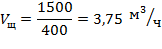 Vщ = 1500/400 = 3,75 м³/ч